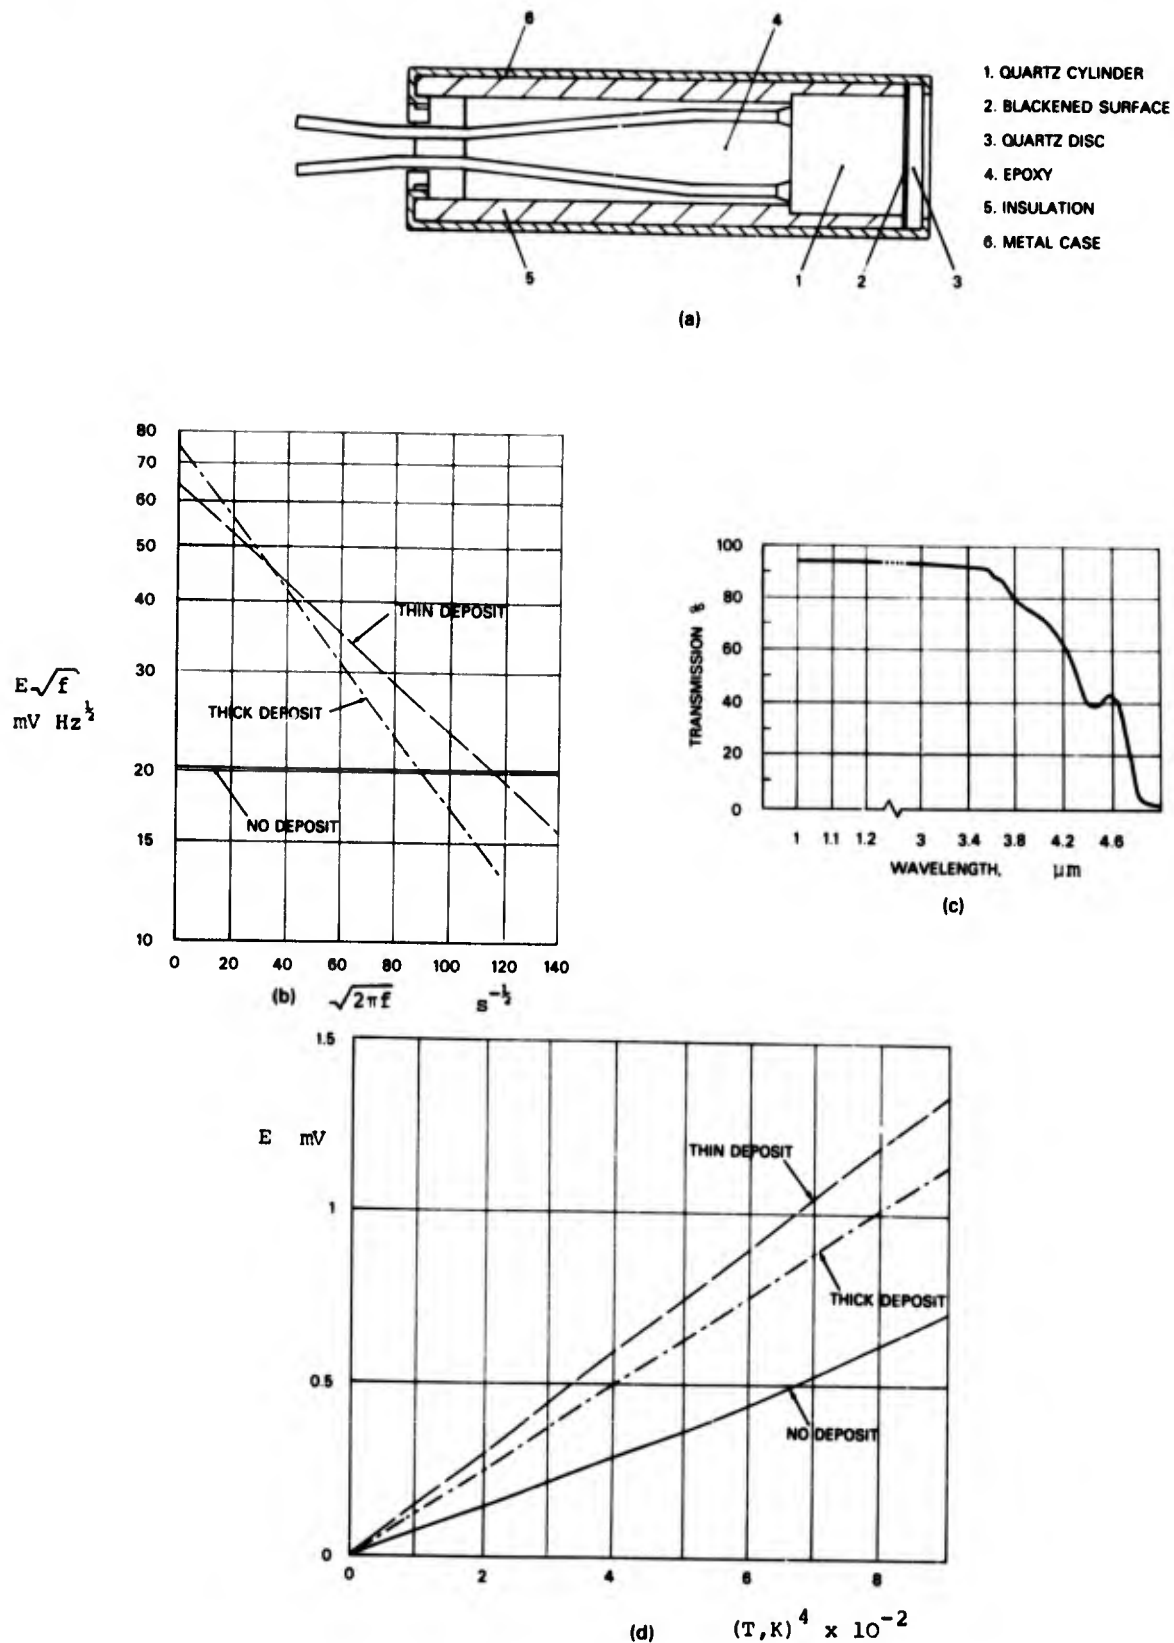 6
4
1. QUARTZ CYLINDER
2. BLACKENED SURFACE
3. QUARTZ DISC
4. EPOXY
5. INSULATION
6. METAL CASE
5
1
2
3
(a)
80
70
60
50
40
30
20
15
10
E√f
mV Hz^½
THIN DEPOSIT
THICK DEPOSIT
NO DEPOSIT
0 20 40 60 80 100 120 140
(b) √2πf s^-½
100
80
60
40
20
0
TRANSMISSION %
1 1.1 1.2 3 3.4 3.8 4.2 4.6
WAVELENGTH, µm
(c)
1.5
1
0.5
0
E mV
THIN DEPOSIT
THICK DEPOSIT
NO DEPOSIT
0 2 4 6 8
(d) (T,K)^4 x 10^-2